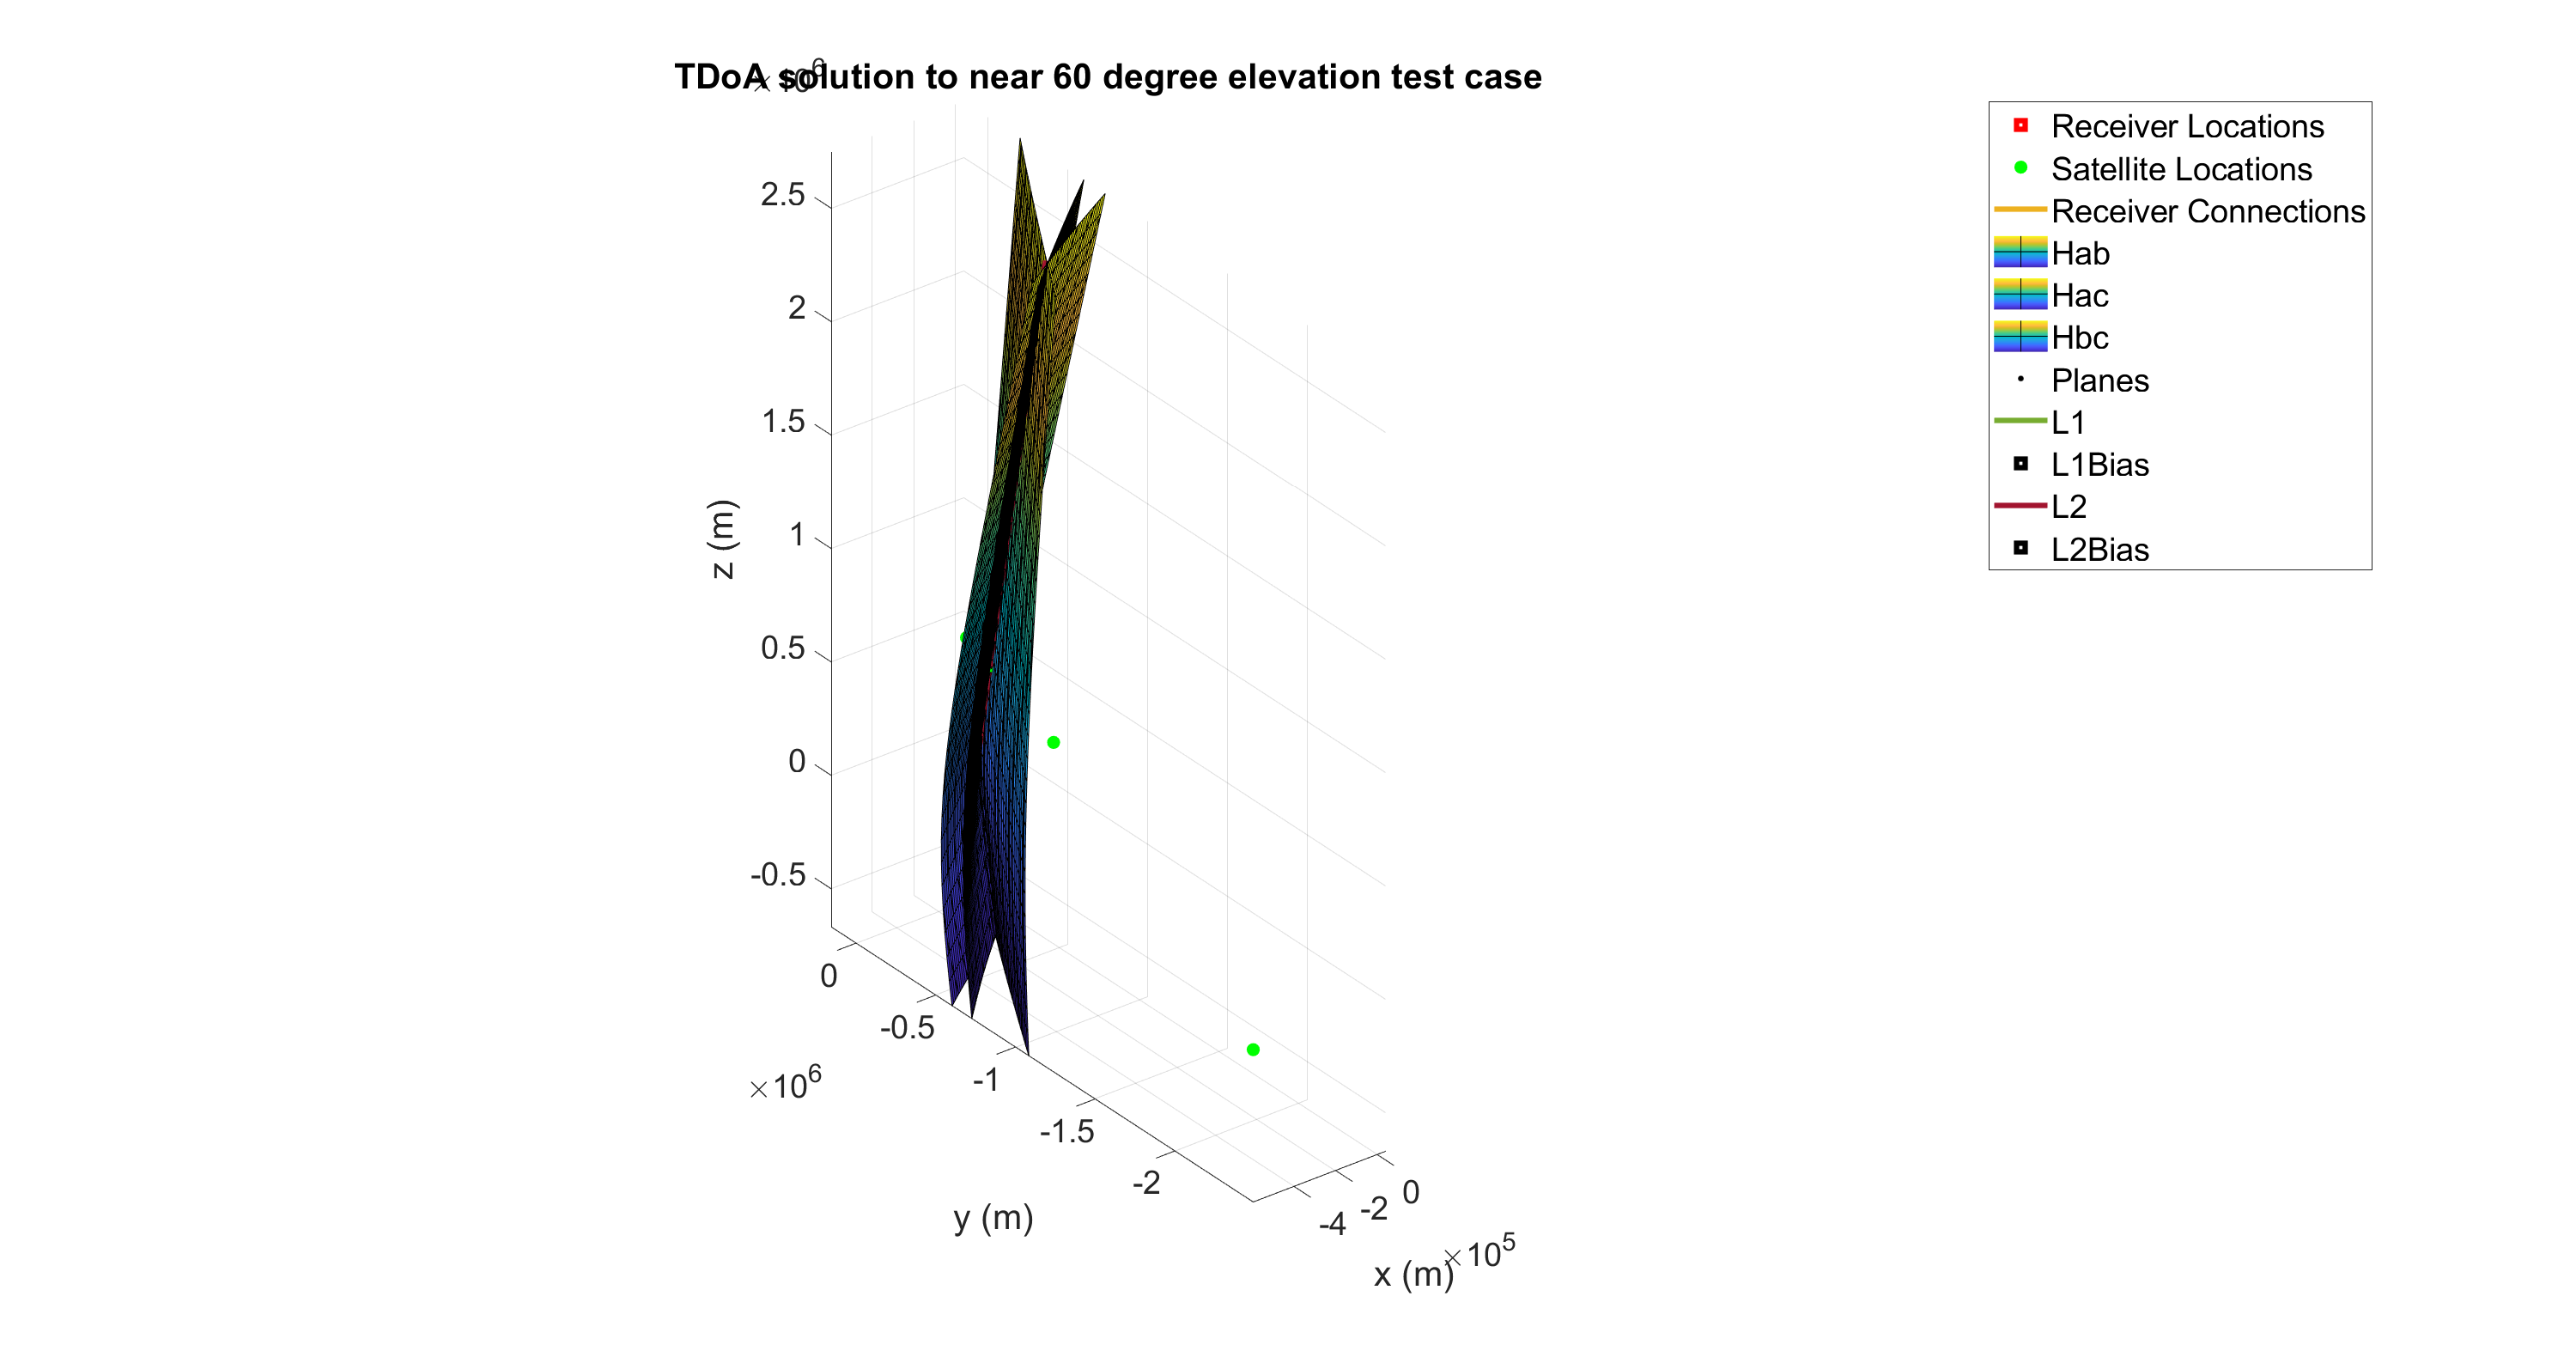 TDoA solution to near 60 degree elevation test case
×10^6
2.5
2
1.5
1
0.5
0
-0.5
z (m)
0
-0.5
-1
-1.5
-2
×10^6
y (m)
0
-2
-4
×10^5
x (m)
Receiver Locations
Satellite Locations
Receiver Connections
Hab
Hac
Hbc
Planes
L1
L1Bias
L2
L2Bias